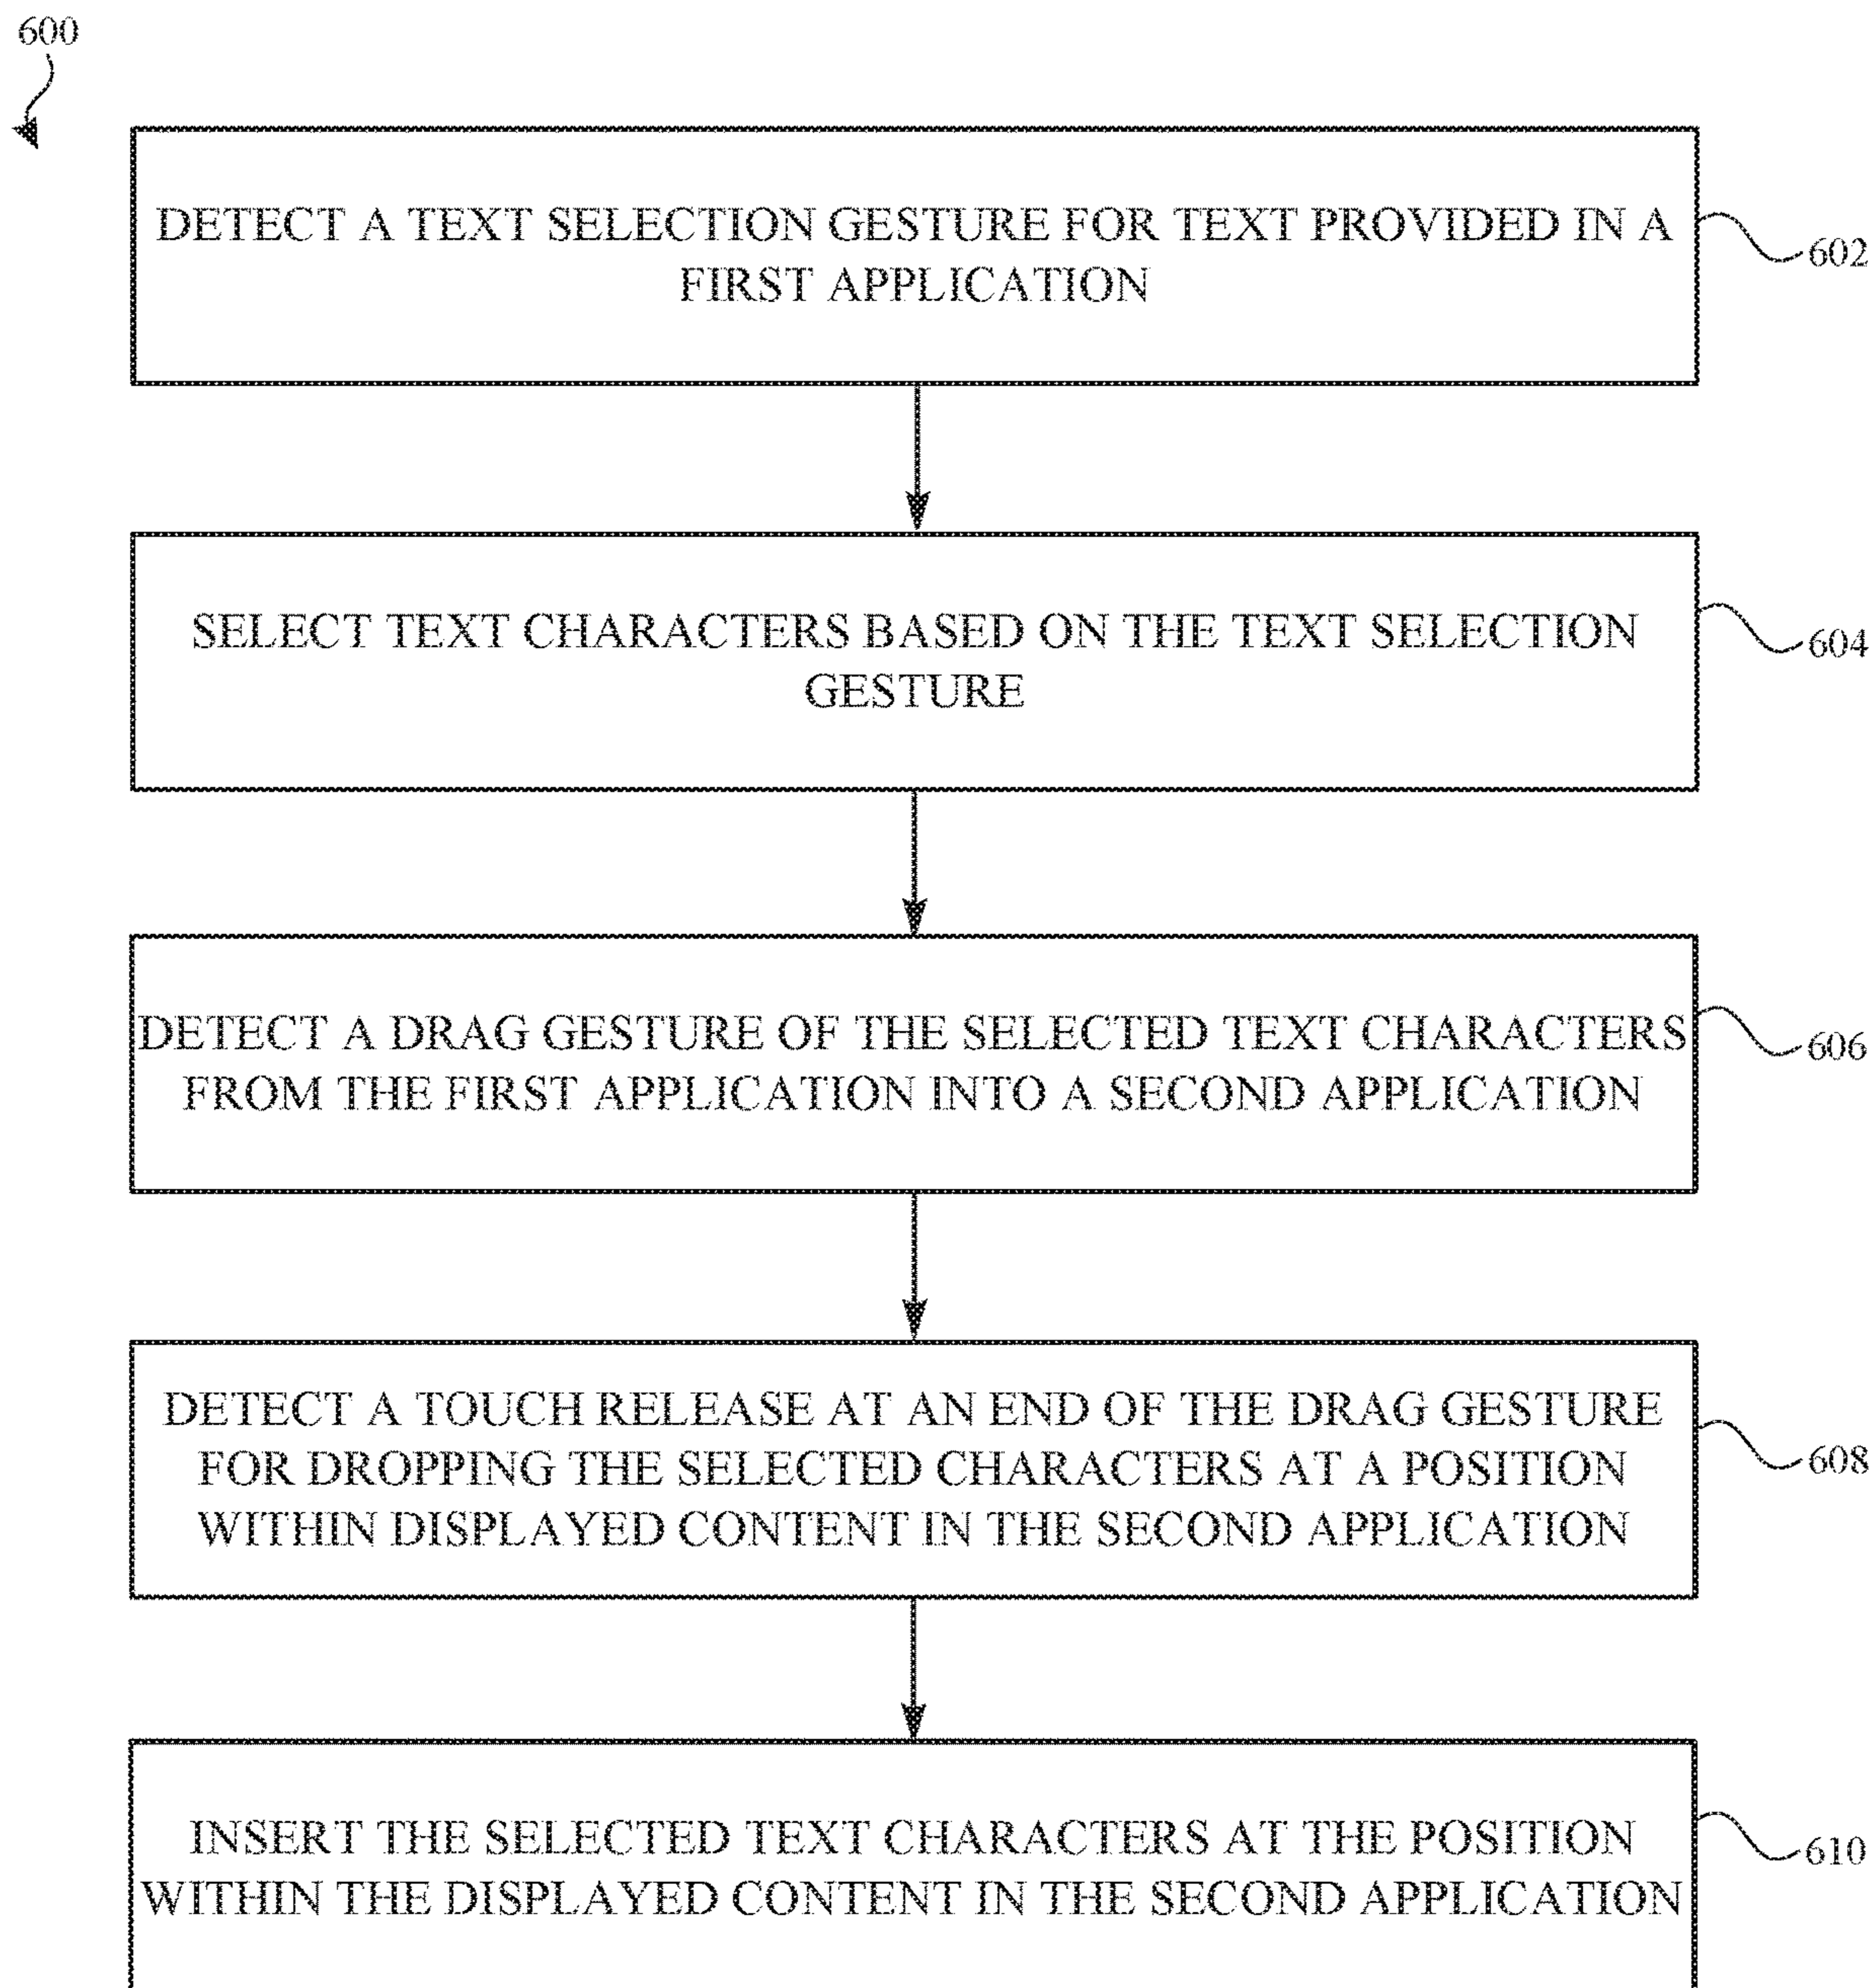 600
DETECT A TEXT SELECTION GESTURE FOR TEXT PROVIDED IN A
FIRST APPLICATION
602
SELECT TEXT CHARACTERS BASED ON THE TEXT SELECTION
GESTURE
604
DETECT A DRAG GESTURE OF THE SELECTED TEXT CHARACTERS
FROM THE FIRST APPLICATION INTO A SECOND APPLICATION
606
DETECT A TOUCH RELEASE AT AN END OF THE DRAG GESTURE
FOR DROPPING THE SELECTED CHARACTERS AT A POSITION
WITHIN DISPLAYED CONTENT IN THE SECOND APPLICATION
608
INSERT THE SELECTED TEXT CHARACTERS AT THE POSITION
WITHIN THE DISPLAYED CONTENT IN THE SECOND APPLICATION
610